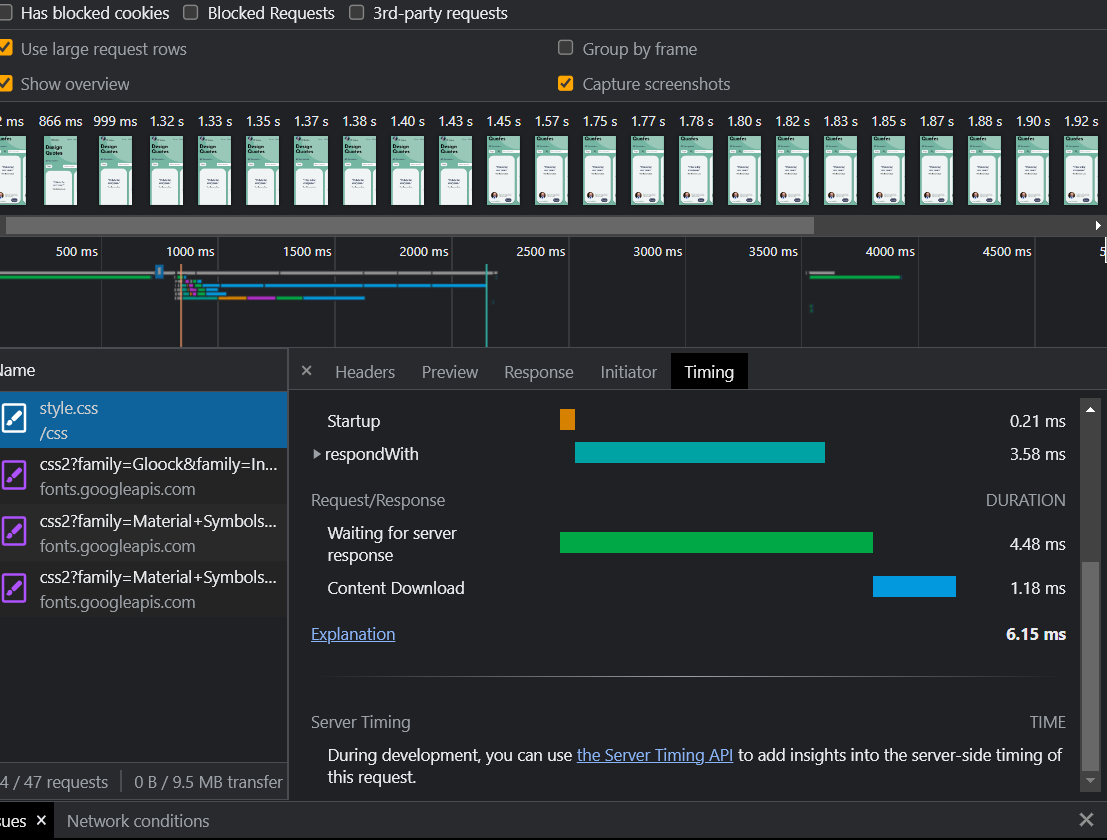 Has blocked cookies Blocked Requests 3rd-party requests
Use large request rows Group by frame
Show overview Capture screenshots
ms 866 ms 999 ms 1.32 s 1.33 s 1.35 s 1.37 s 1.38 s 1.40 s 1.43 s 1.45 s 1.57 s 1.75 s 1.77 s 1.78 s 1.80 s 1.82 s 1.83 s 1.85 s 1.87 s 1.88 s 1.90 s 1.92 s
500 ms 1000 ms 1500 ms 2000 ms 2500 ms 3000 ms 3500 ms 4000 ms 4500 ms 5
Name
× Headers Preview Response Initiator Timing
style.css
/css
css2?family=Gloock&family=In...
fonts.googleapis.com
css2?family=Material+Symbols...
fonts.googleapis.com
css2?family=Material+Symbols...
fonts.googleapis.com
4 / 47 requests 0 B / 9.5 MB transfer
Startup 0.21 ms
respondWith 3.58 ms
Request/Response DURATION
Waiting for server
response 4.48 ms
Content Download 1.18 ms
Explanation 6.15 ms
Server Timing TIME
During development, you can use the Server Timing API to add insights into the server-side timing of
this request.
sues × Network conditions ×